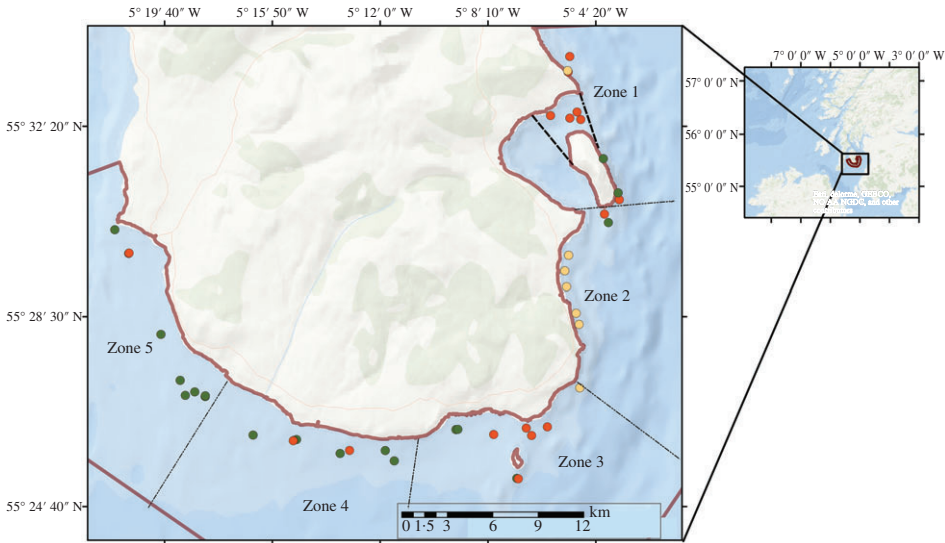 5° 19′ 40″ W 5° 15′ 50″ W 5° 12′ 0″ W 5° 8′ 10″ W 5° 4′ 20″ W
7° 0′ 0″ W 5° 0′ 0″ W 3° 0′ 0″ W
57° 0′ 0″ N
Zone 1
55° 32′ 20″ N
56° 0′ 0″ N
55° 0′ 0″ N
NGDC, and other
Zone 2
55° 28′ 30″ N
Zone 5
Zone 3
Zone 4
55° 24′ 40″ N
km
0 1·5 3 6 9 12